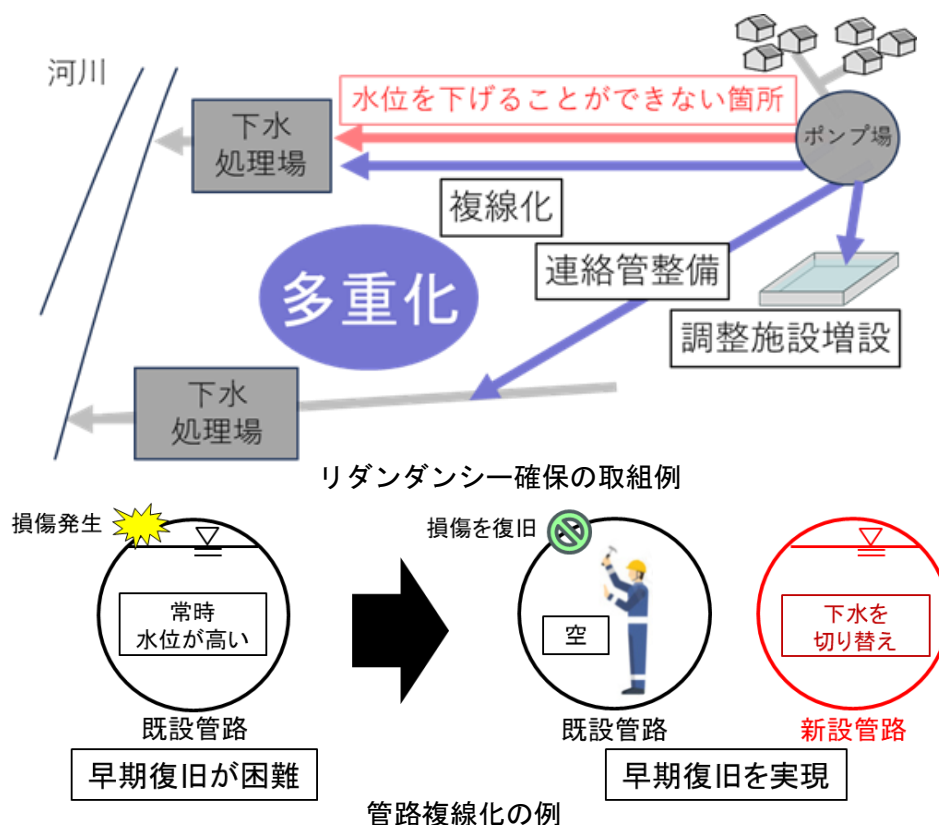 河川
水位を下げることができない箇所
下水
処理場
ポンプ場
複線化
連絡管整備
多重化
調整施設増設
下水
処理場
リダンダンシー確保の取組例
損傷発生
常時
水位が高い
既設管路
早期復旧が困難
損傷を復旧
空
既設管路
下水を
切り替え
新設管路
早期復旧を実現
管路複線化の例